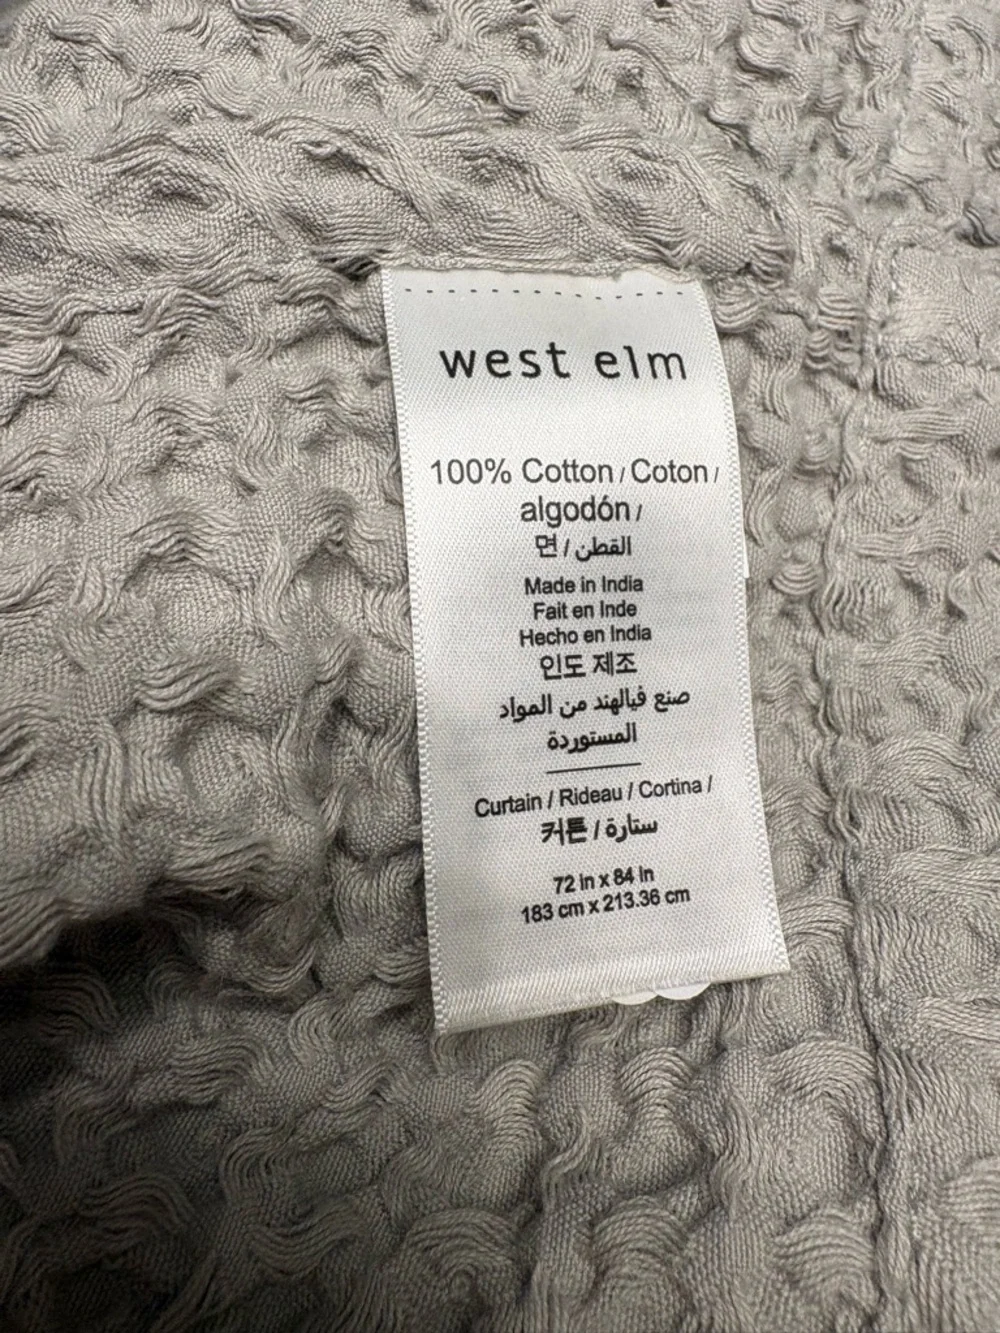 west elm
100% Cotton / Coton /
algodón /
면 / القطن
Made in India
Fait en Inde
Hecho en India
인도 제조
صنع فيالهند من المواد
المستوردة
Curtain / Rideau / Cortina /
커튼 / ستارة
72 in x 84 in
183 cm x 213.36 cm